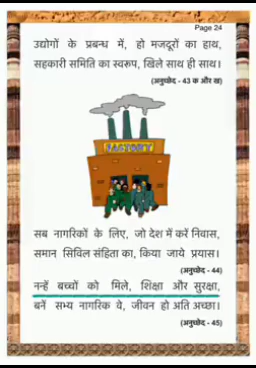 Page 24
उद्योगों के प्रबन्ध में, हो मजदूरों का हाथ,
सहकारी समिति का स्वरुप, खिले साथ ही साथ।
(अनुच्छेद - 43 क और ख)
FACTORY
सब नागरिकों के लिए, जो देश में करें निवास,
समान सिविल संहिता का, किया जाये प्रयास।
(अनुच्छेद - 44)
नन्हें बच्चों को मिले, शिक्षा और सुरक्षा,
बनें सभ्य नागरिक वे, जीवन हो अति अच्छा।
(अनुच्छेद - 45)